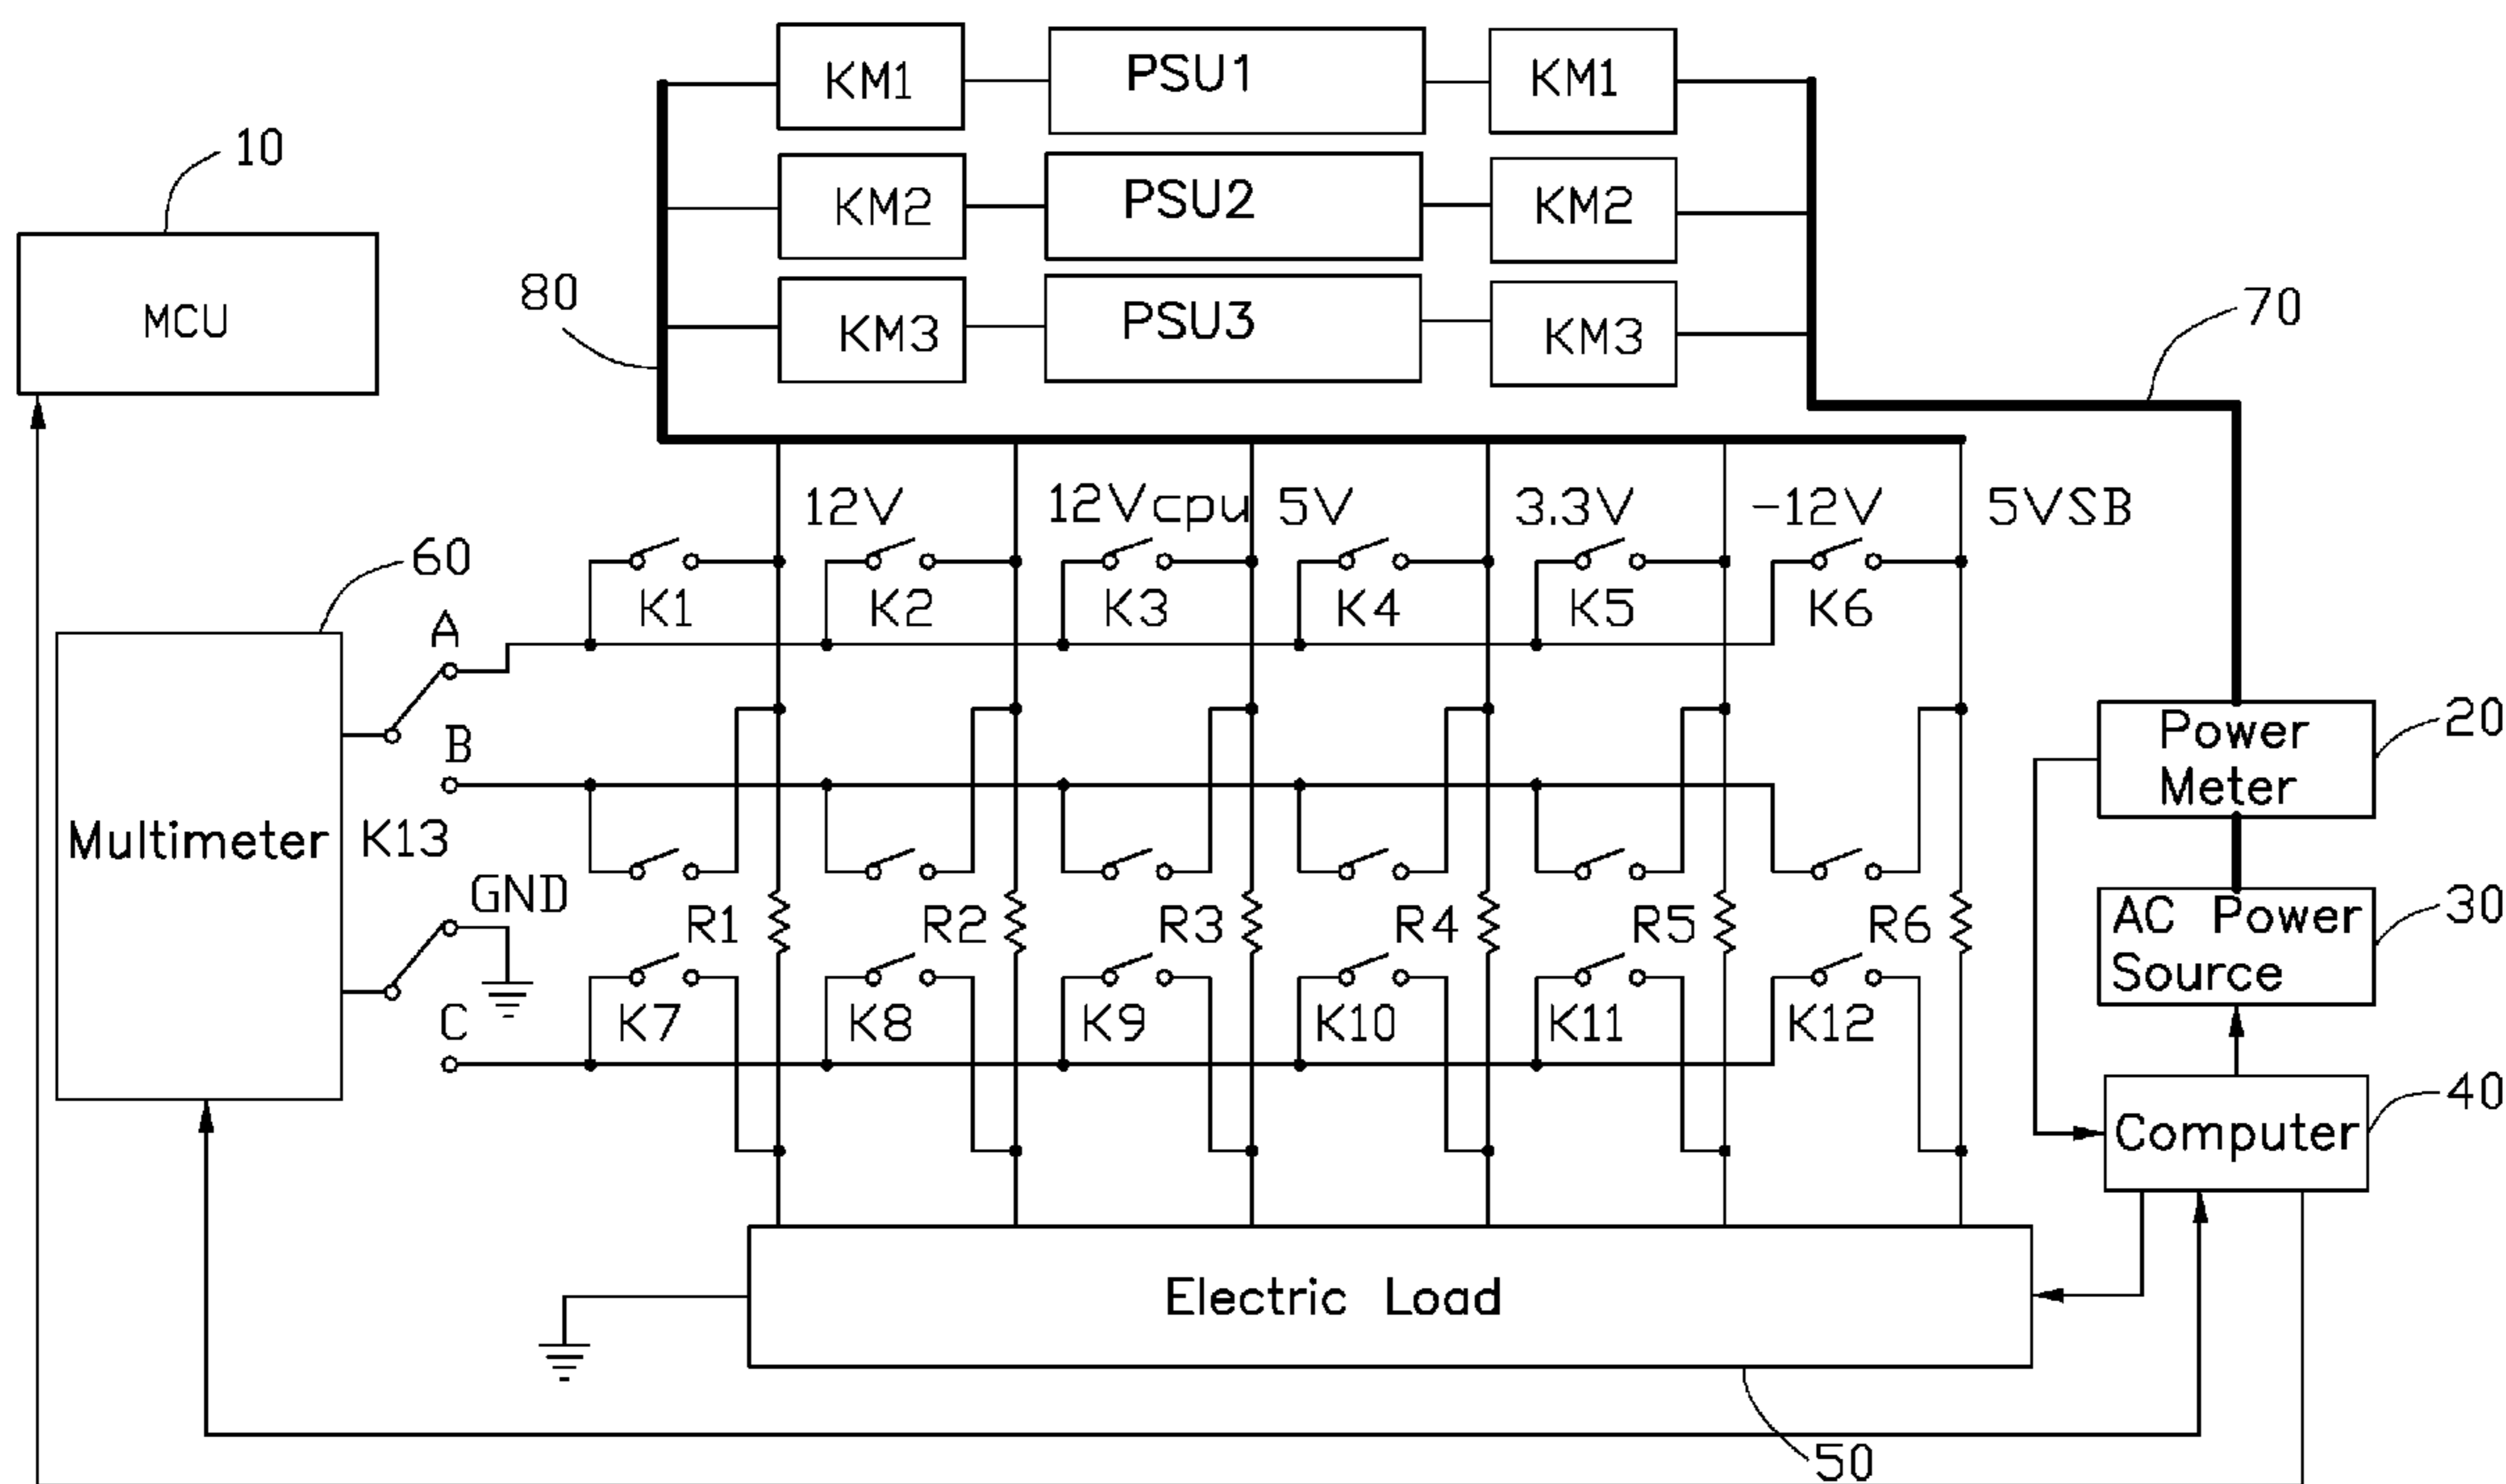 KM1 PSU1 KM1
10
KM2 PSU2 KM2
80
MCU
KM3 PSU3 KM3
70
12V 12Vcpu 5V 3.3V -12V 5VSB
60
A
K1 K2 K3 K4 K5 K6
B
Power
Meter
20
Multimeter
K13
GND
R1 R2 R3 R4 R5 R6
AC Power
Source
30
C
K7 K8 K9 K10 K11 K12
Computer
40
Electric Load
50